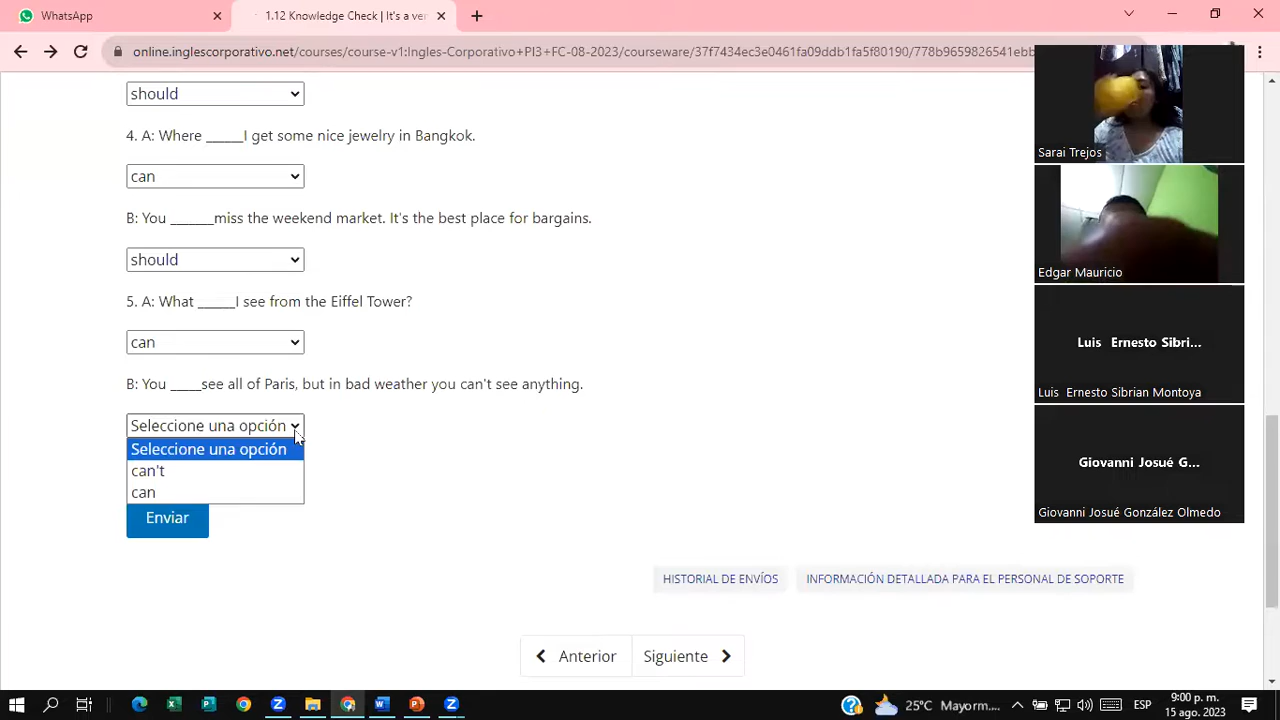 WhatsApp
1.12 Knowledge Check | It's a ver
online.inglescorporativo.net/courses/course-v1:Ingles-Corporativo+PI3+FC-08-2023/courseware/37f7434ec3e0461fa09ddb1fa5f80190/778b9659826541ebb
should
4. A: Where ______I get some nice jewelry in Bangkok.
can
B: You _______miss the weekend market. It's the best place for bargains.
should
5. A: What ______I see from the Eiffel Tower?
can
B: You _____see all of Paris, but in bad weather you can't see anything.
Seleccione una opción
Seleccione una opción
can't
can
Enviar
HISTORIAL DE ENVÍOS
INFORMACIÓN DETALLADA PARA EL PERSONAL DE SOPORTE
Anterior
Siguiente
Sarai Trejos
Edgar Mauricio
Luis Ernesto Sibri...
Luis Ernesto Sibrian Montoya
Giovanni Josué G...
Giovanni Josué González Olmedo
25°C Mayorm...
ESP
9:00 p. m.
15 ago. 2023